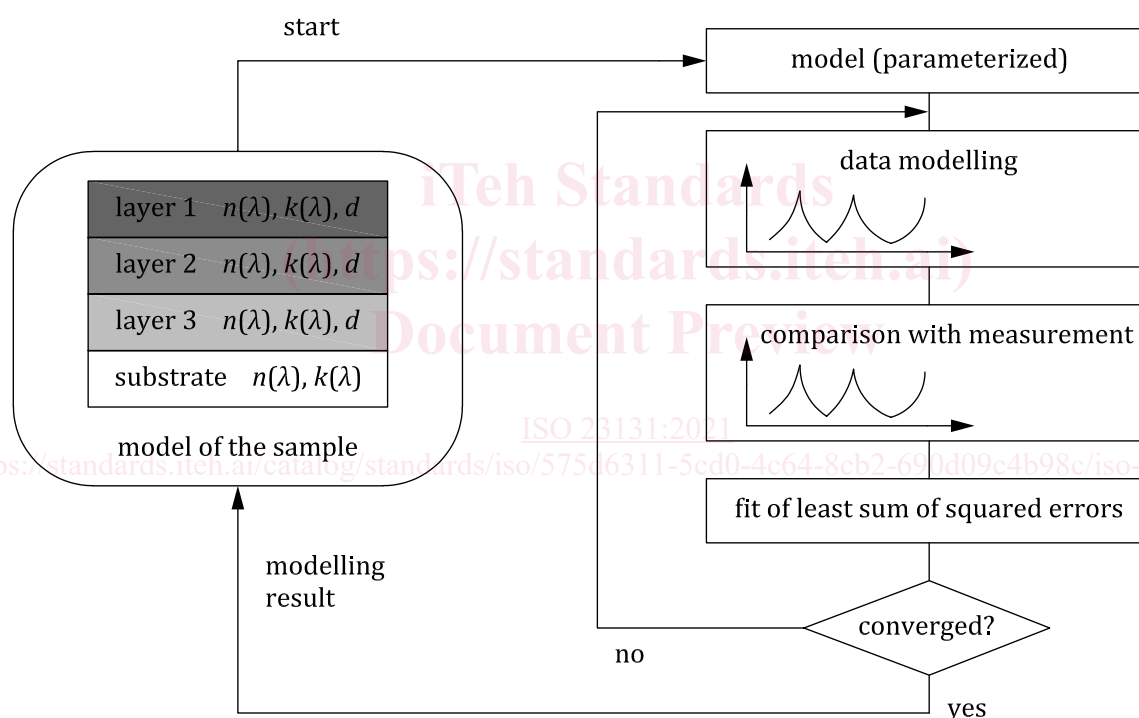 start
model (parameterized)
data modelling
comparison with measurement
fit of least sum of squared errors
converged?
no
yes
layer 1 n(λ), k(λ), d
layer 2 n(λ), k(λ), d
layer 3 n(λ), k(λ), d
substrate n(λ), k(λ)
model of the sample
modelling
result
iTeh Standards
(https://standards.iteh.ai)
Document Preview
ISO 23131:2021
ps://standards.iteh.ai/catalog/standards/iso/575d6311-5cd0-4c64-8cb2-690d09c4b98c/iso-